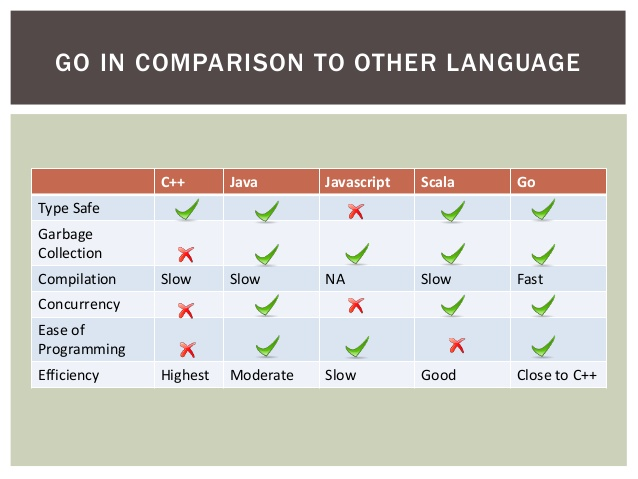 GO IN COMPARISON TO OTHER LANGUAGE
C++ Java Javascript Scala Go
Type Safe
Garbage
Collection
Compilation Slow Slow NA Slow Fast
Concurrency
Ease of
Programming
Efficiency Highest Moderate Slow Good Close to C++